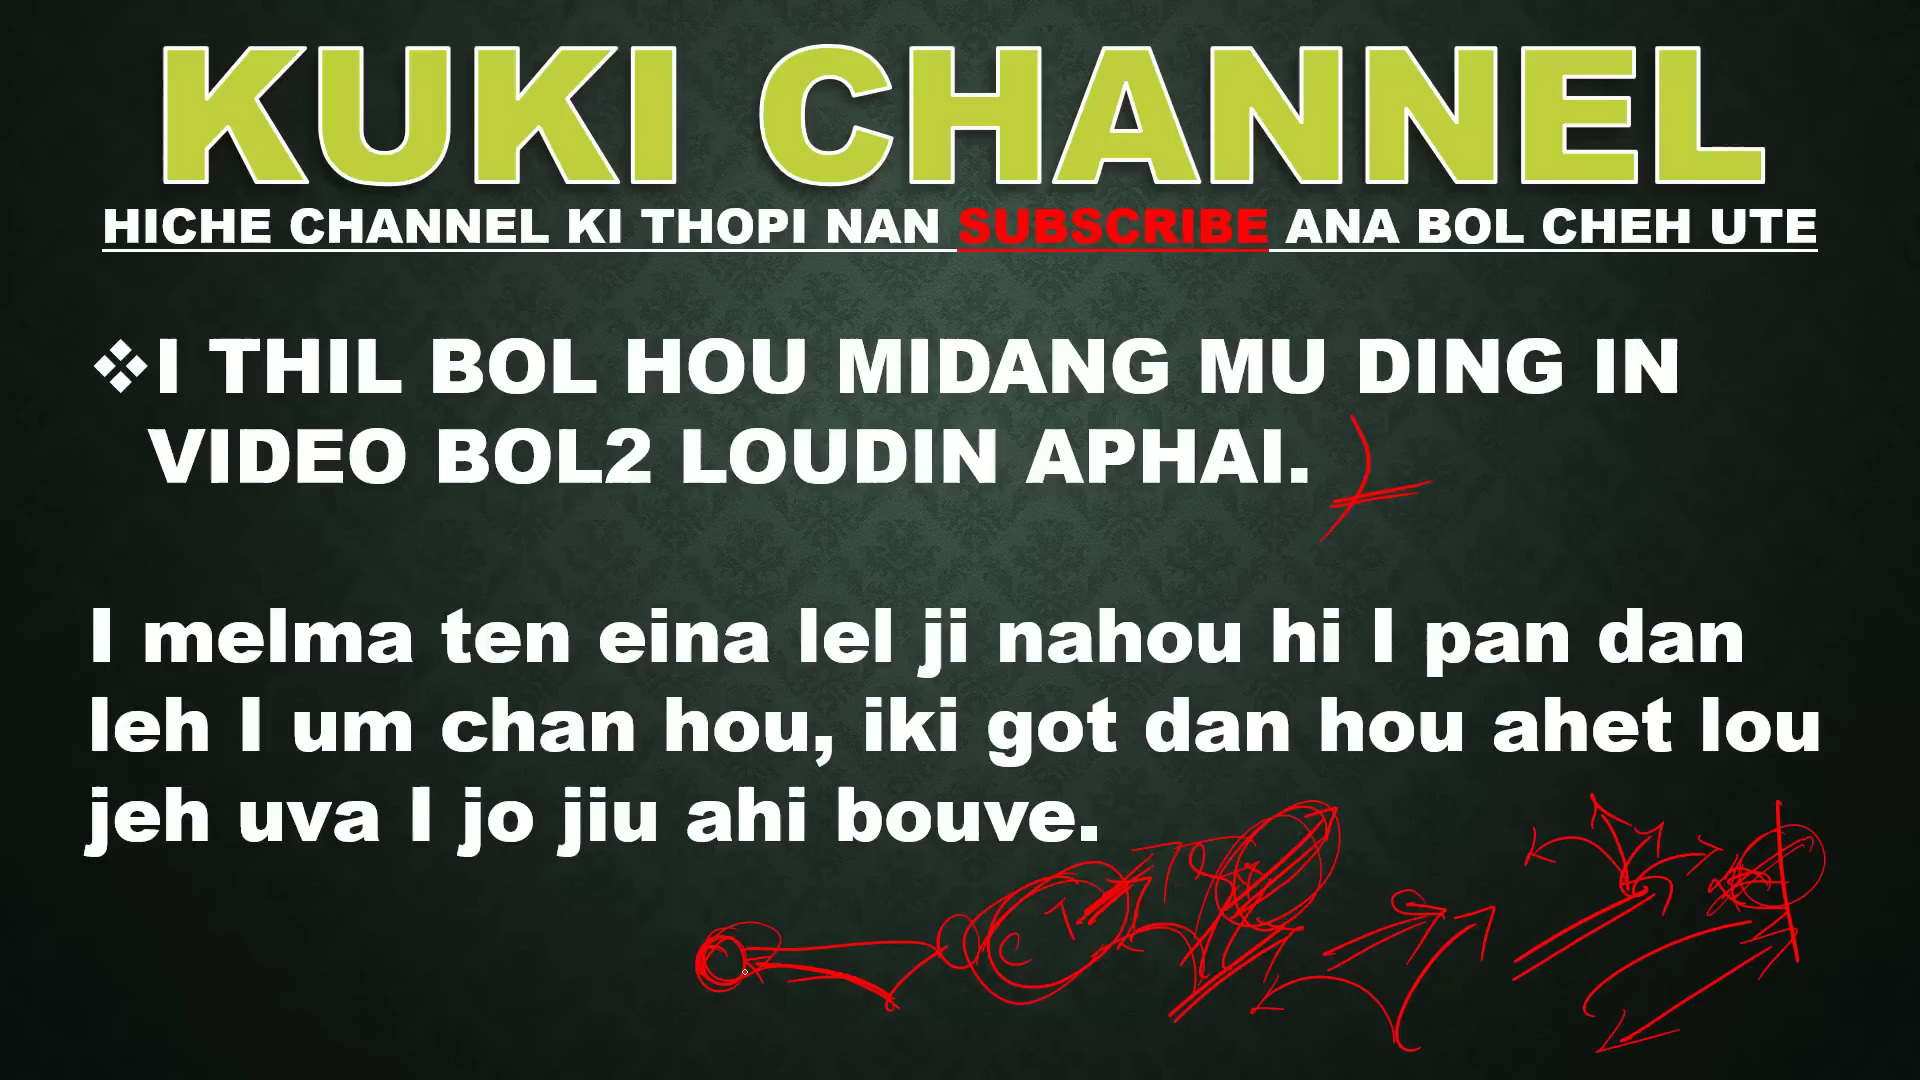 KUKI CHANNEL
HICHE CHANNEL KI THOPI NAN SUBSCRIBE ANA BOL CHEH UTE
❖I THIL BOL HOU MIDANG MU DING IN
VIDEO BOL2 LOUDIN APHAI.
I melma ten eina lel ji nahou hi I pan dan
leh I um chan hou, iki got dan hou ahet lou
jeh uva I jo jiu ahi bouve.